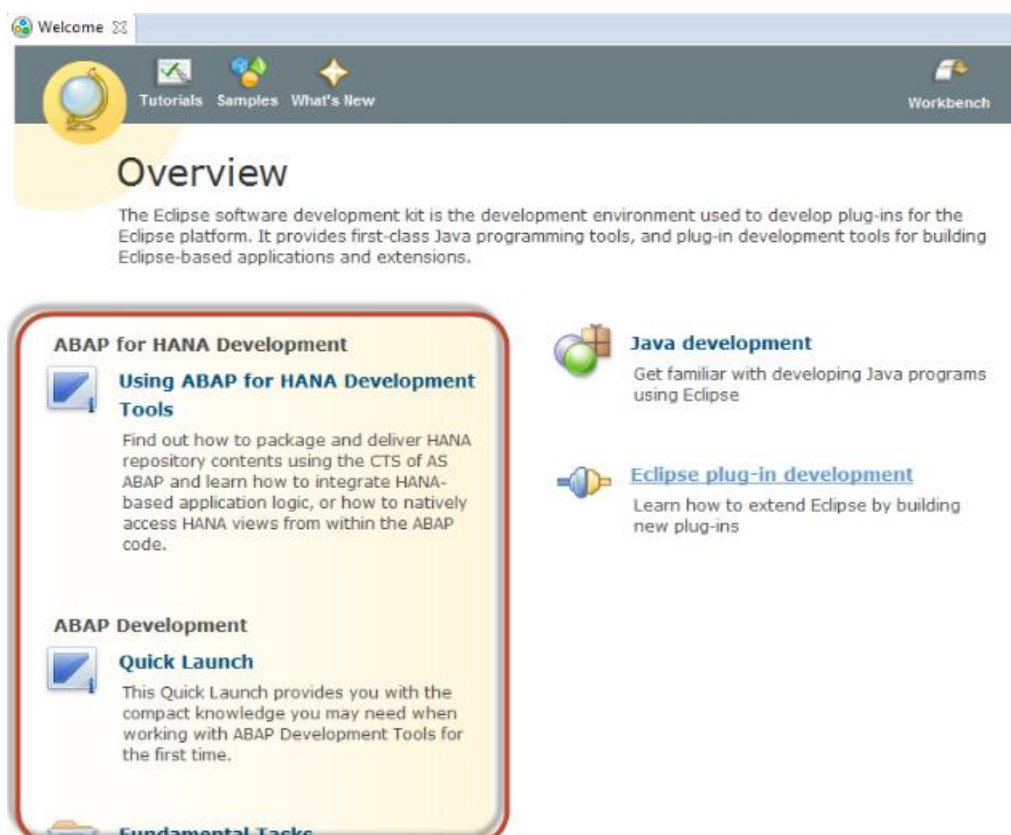 Welcome
Tutorials Samples What's New
Workbench
Overview
The Eclipse software development kit is the development environment used to develop plug-ins for the
Eclipse platform. It provides first-class Java programming tools, and plug-in development tools for building
Eclipse-based applications and extensions.
ABAP for HANA Development
Using ABAP for HANA Development
Tools
Find out how to package and deliver HANA
repository contents using the CTS of AS
ABAP and learn how to integrate HANA-
based application logic, or how to natively
access HANA views from within the ABAP
code.
ABAP Development
Quick Launch
This Quick Launch provides you with the
compact knowledge you may need when
working with ABAP Development Tools for
the first time.
Fundamental Tasks
Java development
Get familiar with developing Java programs
using Eclipse
Eclipse plug-in development
Learn how to extend Eclipse by building
new plug-ins